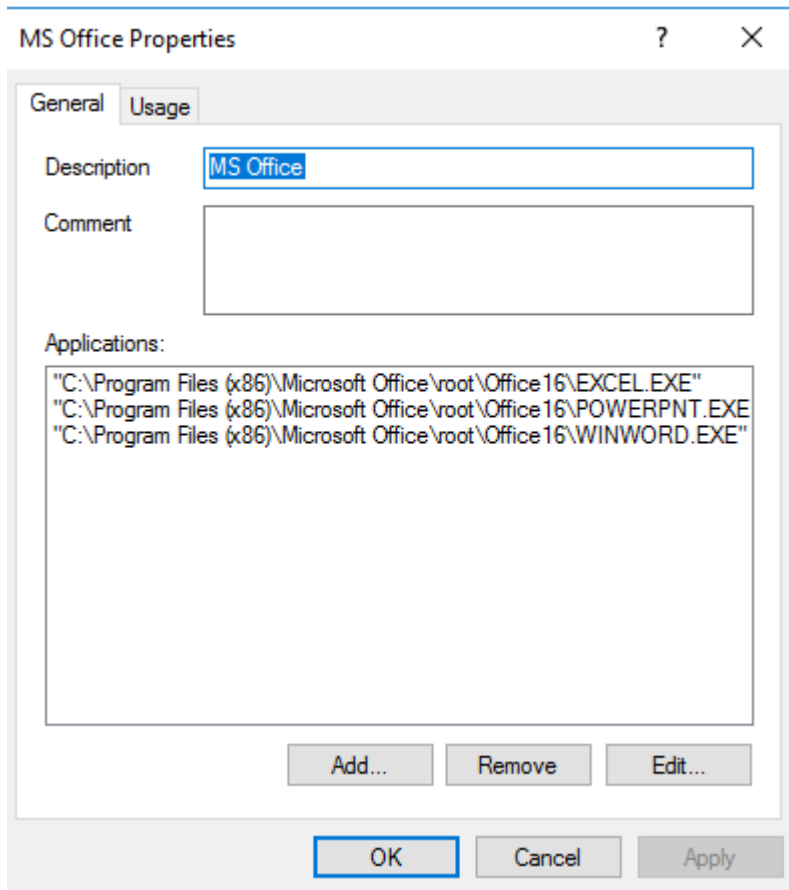 MS Office Properties
?
General
Usage
Description
MS Office
Comment
Applications:
"C:\Program Files (x86)\Microsoft Office\root\Office16\EXCEL.EXE"
"C:\Program Files (x86)\Microsoft Office\root\Office16\POWERPNT.EXE
"C:\Program Files (x86)\Microsoft Office\root\Office16\WINWORD.EXE"
Add...
Remove
Edit...
OK
Cancel
Apply